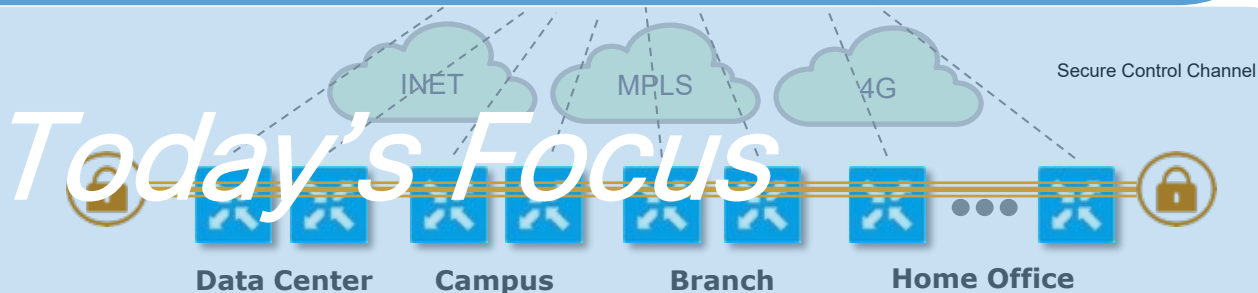 INET
MPLS
4G
Secure Control Channel
Today's Focus
Data Center
Campus
Branch
Home Office